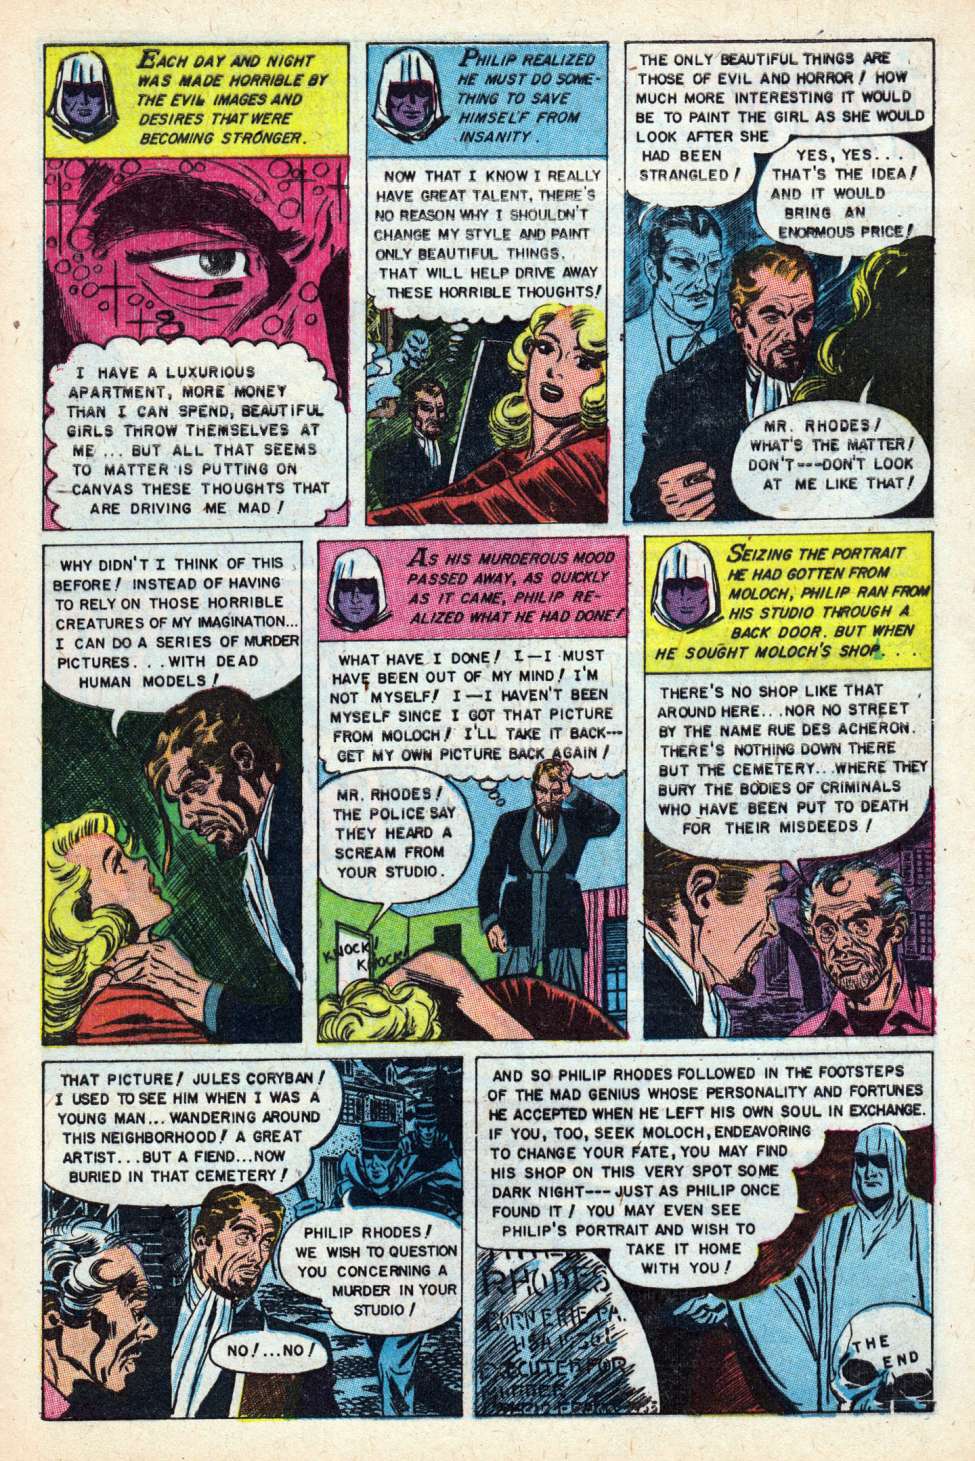 EACH DAY AND NIGHT
WAS MADE HORRIBLE BY
THE EVIL IMAGES AND
DESIRES THAT WERE
BECOMING STRONGER.
I HAVE A LUXURIOUS
APARTMENT, MORE MONEY
THAN I CAN SPEND, BEAUTIFUL
GIRLS THROW THEMSELVES AT
ME ... BUT ALL THAT SEEMS
TO MATTER IS PUTTING ON
CANVAS THESE THOUGHTS THAT
ARE DRIVING ME MAD!
PHILIP REALIZED
HE MUST DO SOME-
THING TO SAVE
HIMSELF FROM
INSANITY.
NOW THAT I KNOW I REALLY
HAVE GREAT TALENT, THERE'S
NO REASON WHY I SHOULDN'T
CHANGE MY STYLE AND PAINT
ONLY BEAUTIFUL THINGS.
THAT WILL HELP DRIVE AWAY
THESE HORRIBLE THOUGHTS!
THE ONLY BEAUTIFUL THINGS ARE
THOSE OF EVIL AND HORROR! HOW
MUCH MORE INTERESTING IT WOULD
BE TO PAINT THE GIRL AS SHE WOULD
LOOK AFTER SHE
HAD BEEN
STRANGLED!
YES, YES...
THAT'S THE IDEA!
AND IT WOULD
BRING AN
ENORMOUS PRICE!
MR. RHODES!
WHAT'S THE MATTER!
DON'T---DON'T LOOK
AT ME LIKE THAT!
WHY DIDN'T I THINK OF THIS
BEFORE! INSTEAD OF HAVING
TO RELY ON THOSE HORRIBLE
CREATURES OF MY IMAGINATION...
I CAN DO A SERIES OF MURDER
PICTURES...WITH DEAD
HUMAN MODELS!
AS HIS MURDEROUS MOOD
PASSED AWAY, AS QUICKLY
AS IT CAME, PHILIP RE-
ALIZED WHAT HE HAD DONE!
WHAT HAVE I DONE! I—I MUST
HAVE BEEN OUT OF MY MIND! I'M
NOT MYSELF! I—I HAVEN'T BEEN
MYSELF SINCE I GOT THAT PICTURE
FROM MOLOCH! I'LL TAKE IT BACK---
GET MY OWN PICTURE BACK AGAIN!
MR. RHODES!
THE POLICE SAY
THEY HEARD A
SCREAM FROM
YOUR STUDIO.
KNOCK!
KNOCK!
SEIZING THE PORTRAIT
HE HAD GOTTEN FROM
MOLOCH, PHILIP RAN FROM
HIS STUDIO THROUGH A
BACK DOOR. BUT WHEN
HE SOUGHT MOLOCH'S SHOP...
THERE'S NO SHOP LIKE THAT
AROUND HERE...NOR NO STREET
BY THE NAME RUE DES ACHERON.
THERE'S NOTHING DOWN THERE
BUT THE CEMETERY...WHERE THEY
BURY THE BODIES OF CRIMINALS
WHO HAVE BEEN PUT TO DEATH
FOR THEIR MISDEEDS!
THAT PICTURE! JULES CORYBAN!
I USED TO SEE HIM WHEN I WAS A
YOUNG MAN...WANDERING AROUND
THIS NEIGHBORHOOD! A GREAT
ARTIST...BUT A FIEND...NOW
BURIED IN THAT CEMETERY!
PHILIP RHODES!
WE WISH TO QUESTION
YOU CONCERNING A
MURDER IN YOUR
STUDIO!
NO!...NO!
AND SO PHILIP RHODES FOLLOWED IN THE FOOTSTEPS
OF THE MAD GENIUS WHOSE PERSONALITY AND FORTUNES
HE ACCEPTED WHEN HE LEFT HIS OWN SOUL IN EXCHANGE.
IF YOU, TOO, SEEK MOLOCH, ENDEAVORING
TO CHANGE YOUR FATE, YOU MAY FIND
HIS SHOP ON THIS VERY SPOT SOME
DARK NIGHT---JUST AS PHILIP ONCE
FOUND IT! YOU MAY EVEN SEE
PHILIP'S PORTRAIT AND WISH TO
TAKE IT HOME
WITH YOU!
RHODES
BORN ERIE PA.
THE
END